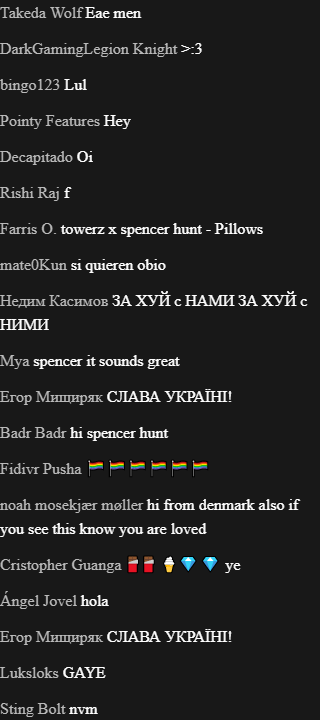 Takeda Wolf Eae men
DarkGamingLegion Knight >:3
bingo123 Lul
Pointy Features Hey
Decapitado Oi
Rishi Raj f
Farris O. towerz x spencer hunt - Pillows
mate0Kun si quieren obio
Недим Касимов ЗА ХУЙ с НАМИ ЗА ХУЙ с
НИМИ
Mya spencer it sounds great
Егор Мищиряк СЛАВА УКРАЇНІ!
Badr Badr hi spencer hunt
Fidivr Pusha 🏳️‍🌈🏳️‍🌈🏳️‍🌈🏳️‍🌈🏳️‍🌈🏳️‍🌈
noah mosekjær møller hi from denmark also if
you see this know you are loved
Cristopher Guanga 🍫🍫🍦💎💎 ye
Ángel Jovel hola
Егор Мищиряк СЛАВА УКРАЇНІ!
Luksloks GAYE
Sting Bolt nvm